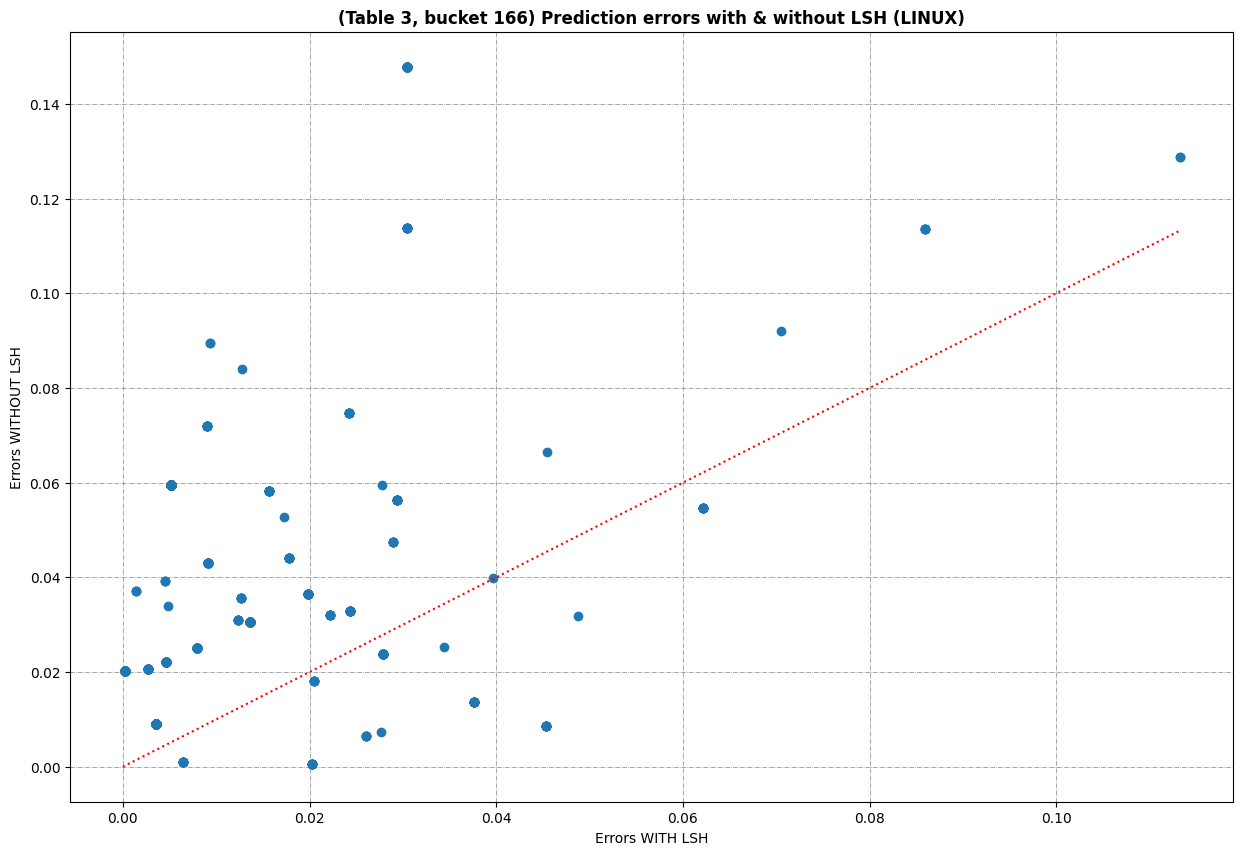 (Table 3, bucket 166) Prediction errors with & without LSH (LINUX)
Errors WITHOUT LSH
0.14
0.12
0.10
0.08
0.06
0.04
0.02
0.00
0.00 0.02 0.04 0.06 0.08 0.10
Errors WITH LSH